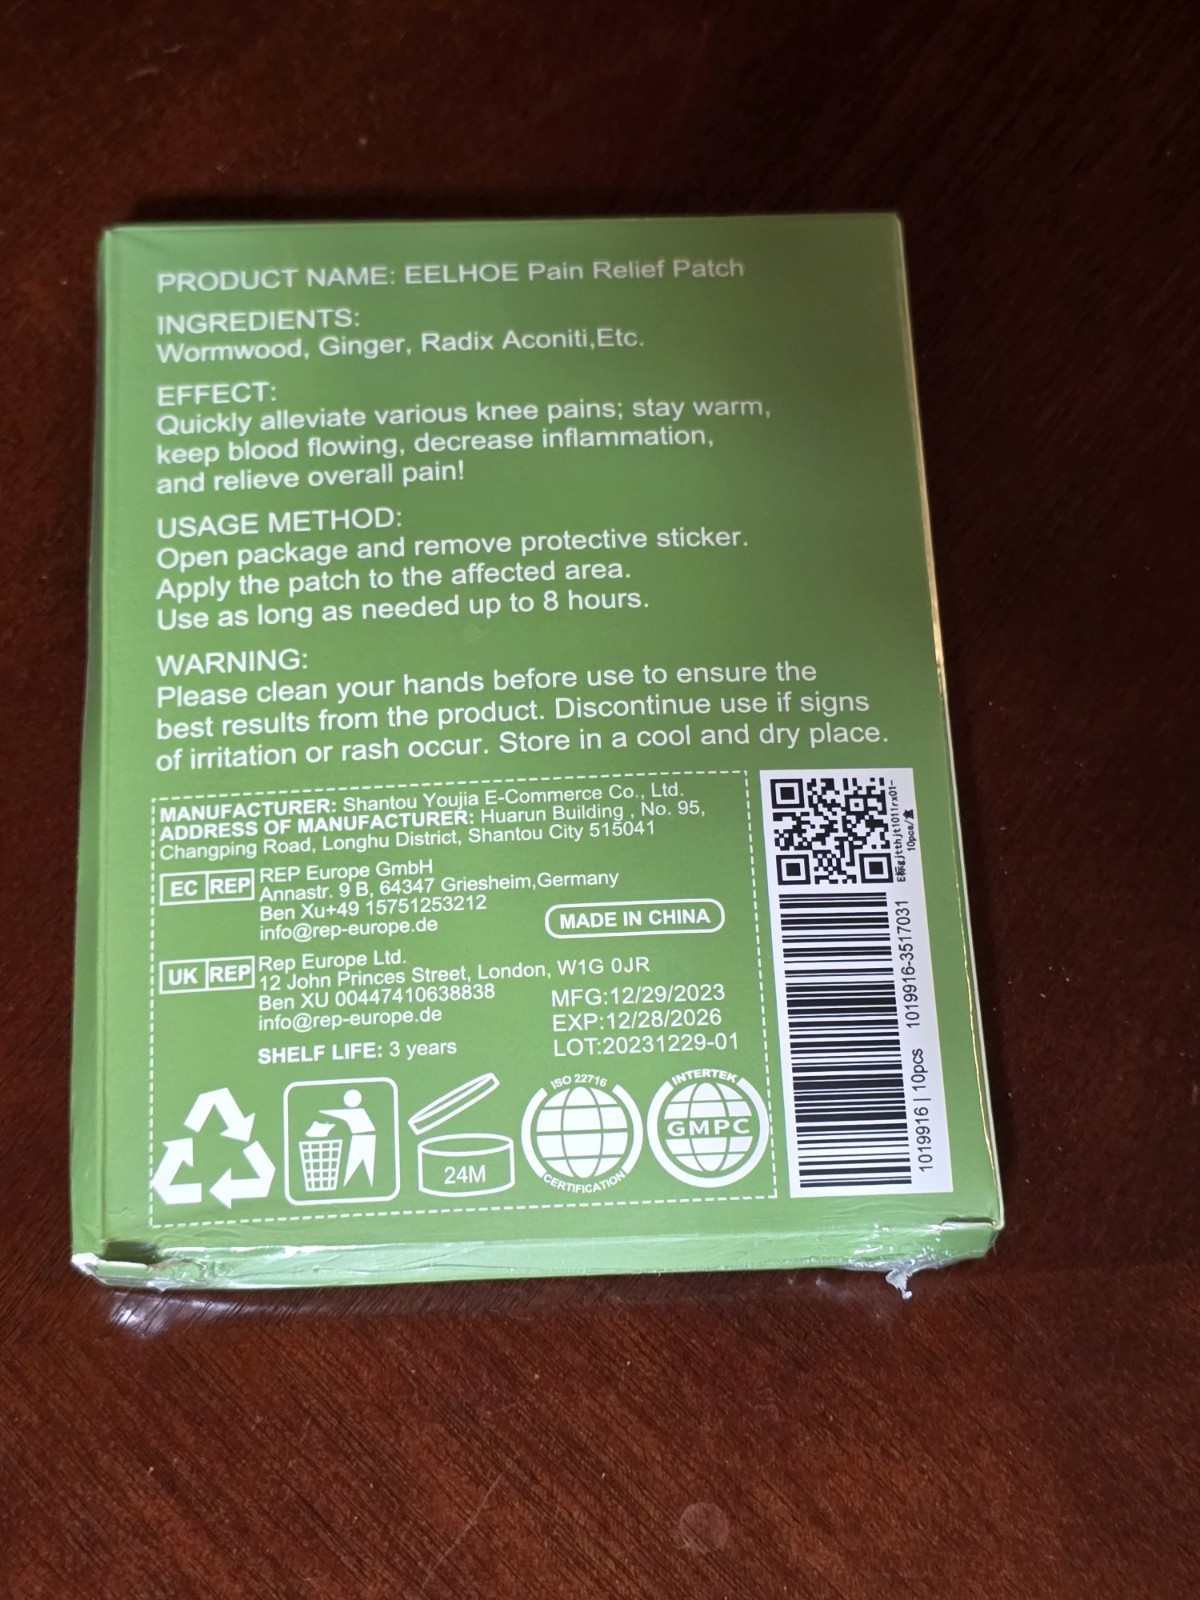 PRODUCT NAME: EELHOE Pain Relief Patch
INGREDIENTS:
Wormwood, Ginger, Radix Aconiti,Etc.
EFFECT:
Quickly alleviate various knee pains; stay warm,
keep blood flowing, decrease inflammation,
and relieve overall pain!
USAGE METHOD:
Open package and remove protective sticker.
Apply the patch to the affected area.
Use as long as needed up to 8 hours.
WARNING:
Please clean your hands before use to ensure the
best results from the product. Discontinue use if signs
of irritation or rash occur. Store in a cool and dry place.
MANUFACTURER: Shantou Youjia E-Commerce Co., Ltd.
ADDRESS OF MANUFACTURER: Huarun Building , No. 95,
Changping Road, Longhu District, Shantou City 515041
EC REP
REP Europe GmbH
Annastr. 9 B, 64347 Griesheim,Germany
Ben Xu+49 15751253212
info@rep-europe.de
MADE IN CHINA
UK REP
Rep Europe Ltd.
12 John Princes Street, London, W1G 0JR
Ben XU 00447410638838
info@rep-europe.de
MFG:12/29/2023
EXP:12/28/2026
LOT:20231229-01
SHELF LIFE: 3 years
24M
ISO 22716
CERTIFICATION
INTERTEK
GMPC
10pcs/盒
1019916 | 10pcs 1019916-3517031